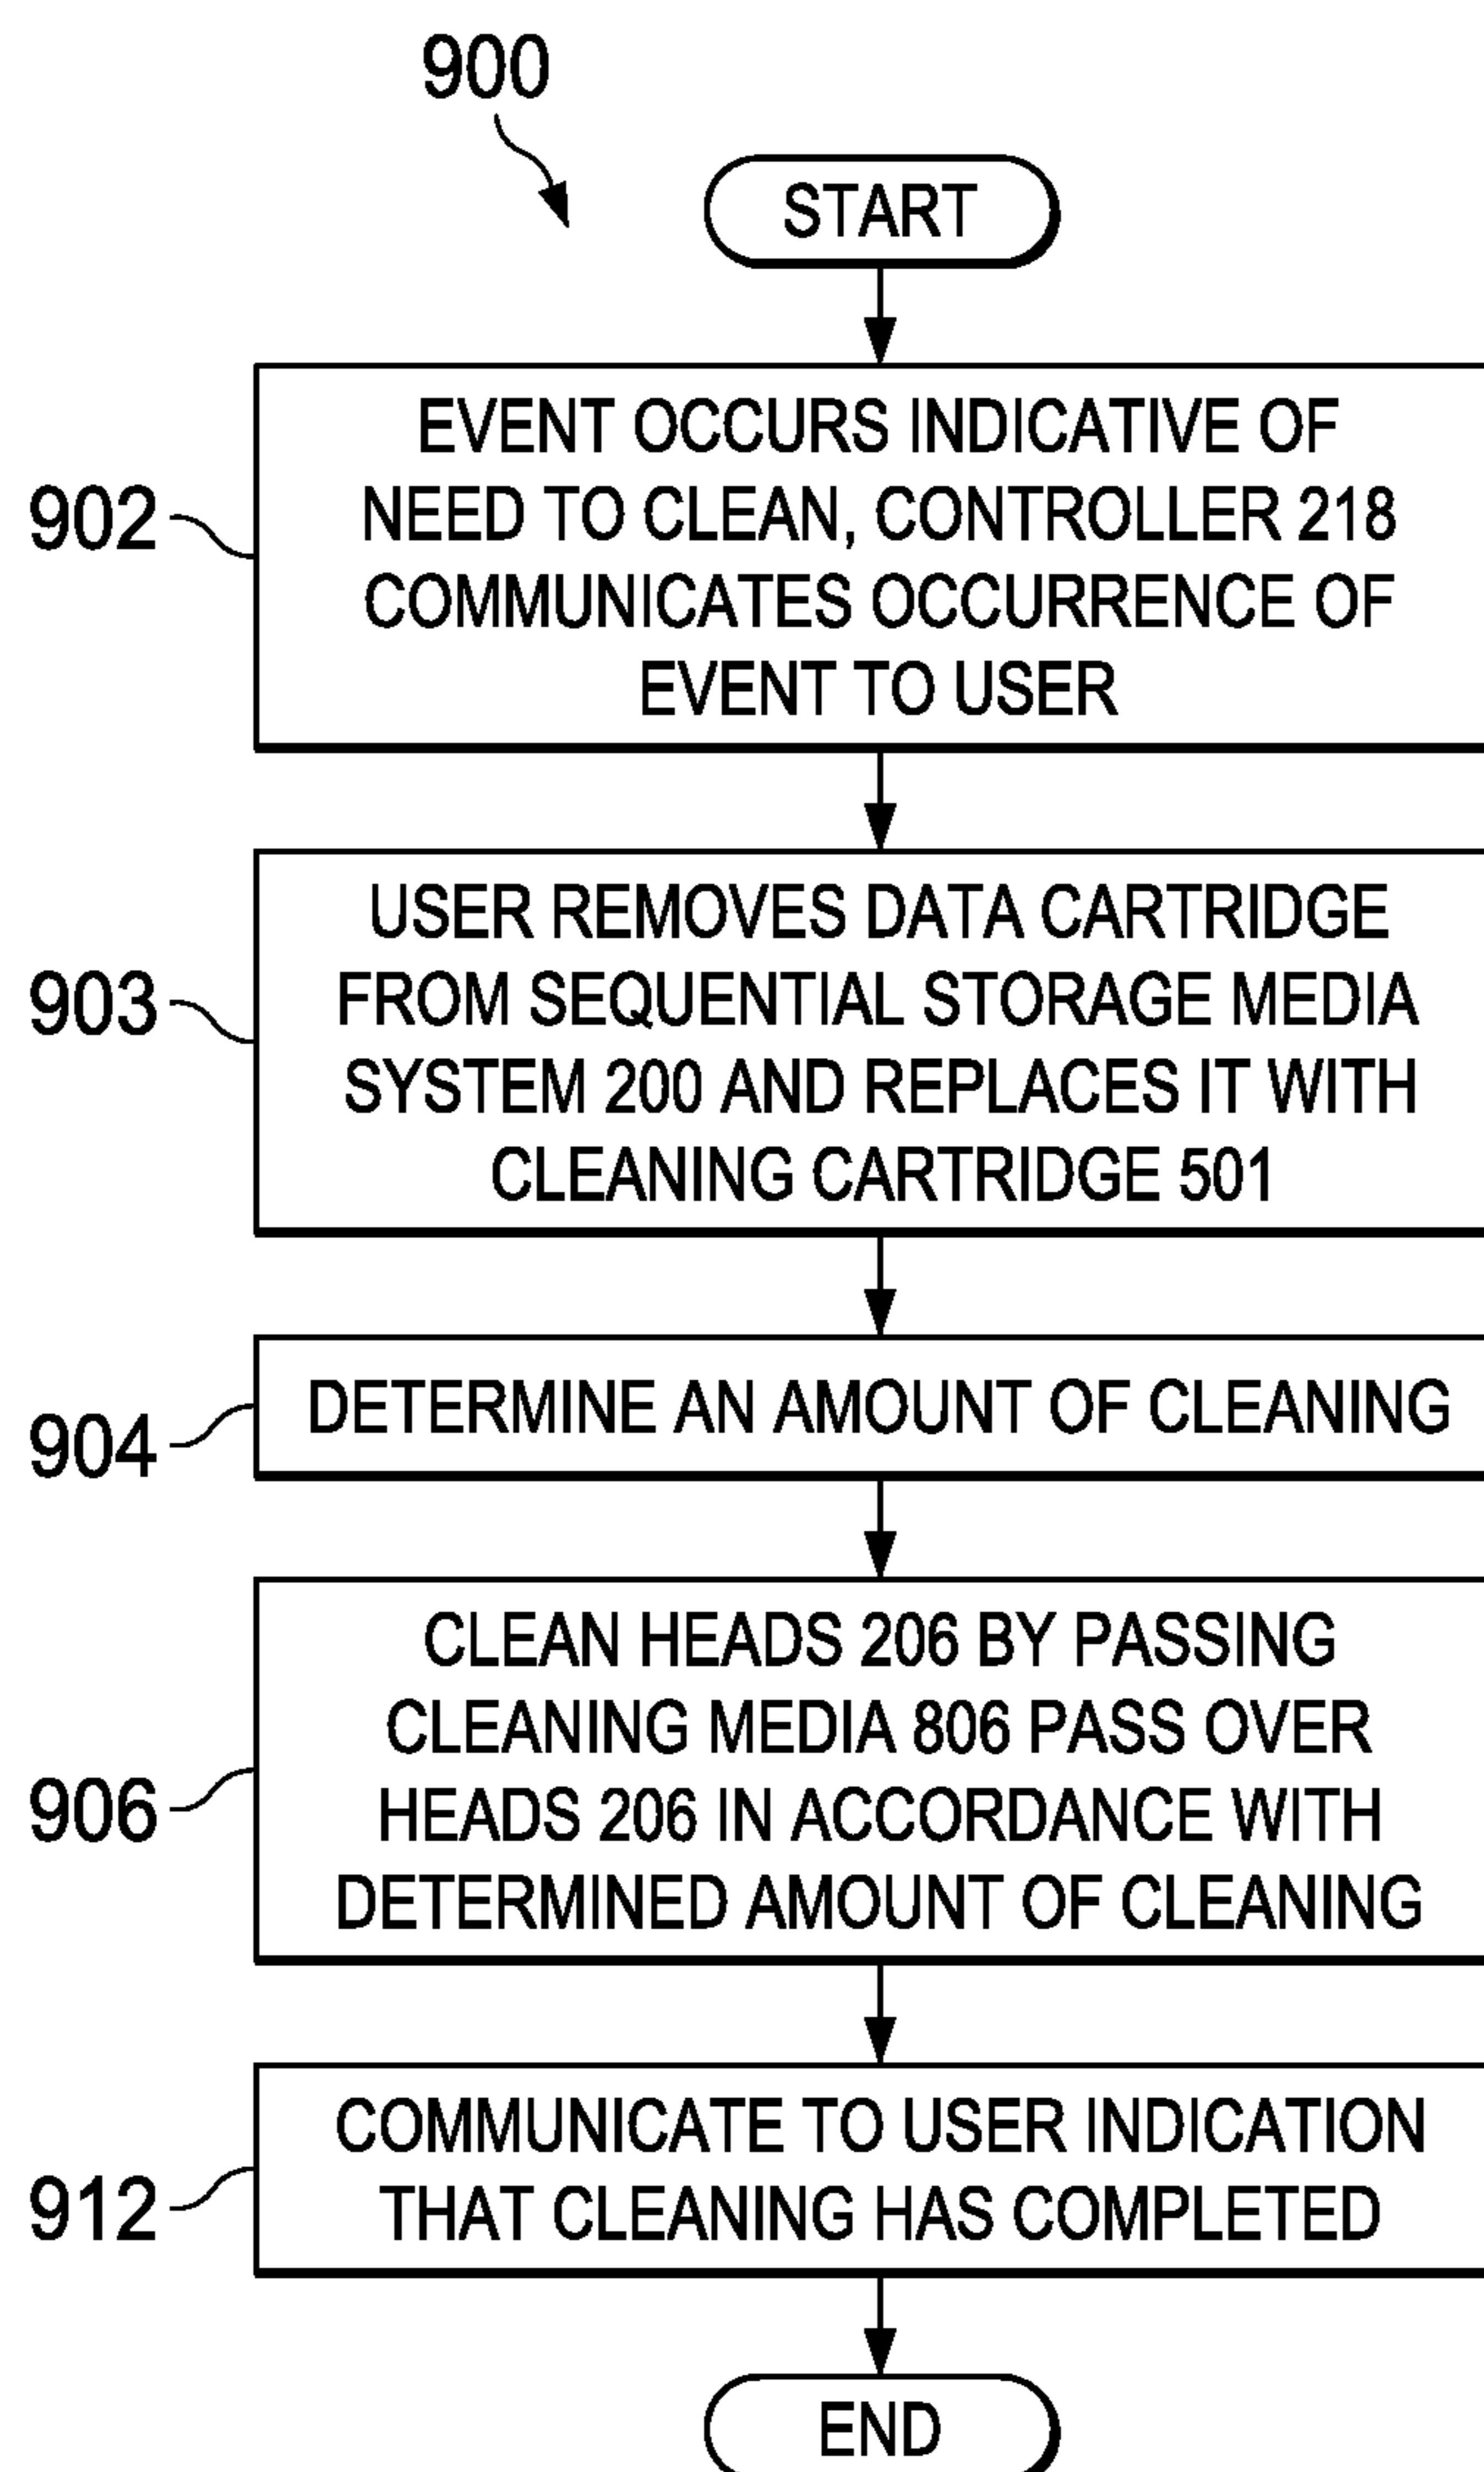 900
START
902
EVENT OCCURS INDICATIVE OF
NEED TO CLEAN, CONTROLLER 218
COMMUNICATES OCCURRENCE OF
EVENT TO USER
903
USER REMOVES DATA CARTRIDGE
FROM SEQUENTIAL STORAGE MEDIA
SYSTEM 200 AND REPLACES IT WITH
CLEANING CARTRIDGE 501
904
DETERMINE AN AMOUNT OF CLEANING
906
CLEAN HEADS 206 BY PASSING
CLEANING MEDIA 806 PASS OVER
HEADS 206 IN ACCORDANCE WITH
DETERMINED AMOUNT OF CLEANING
912
COMMUNICATE TO USER INDICATION
THAT CLEANING HAS COMPLETED
END